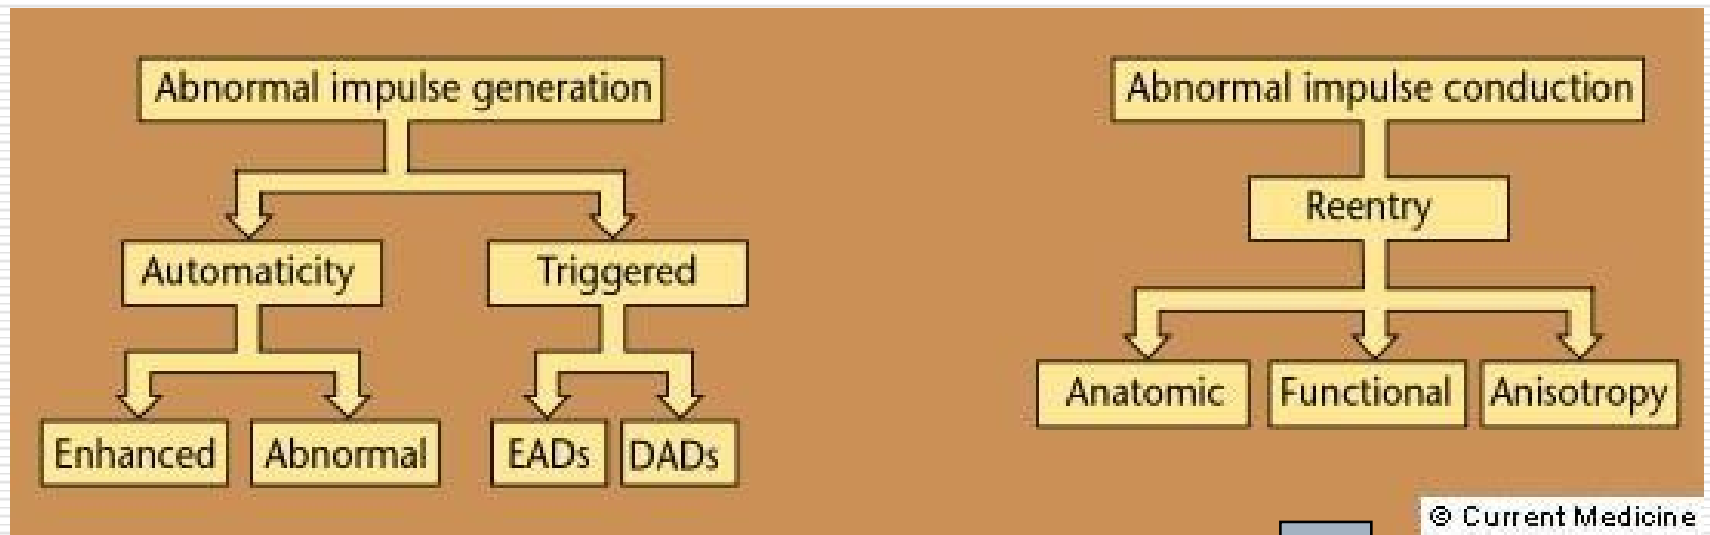 Abnormal impulse generation
Abnormal impulse conduction
Reentry
Automaticity
Triggered
Anatomic
Functional
Anisotropy
Enhanced
Abnormal
EADs
DADs
© Current Medicine